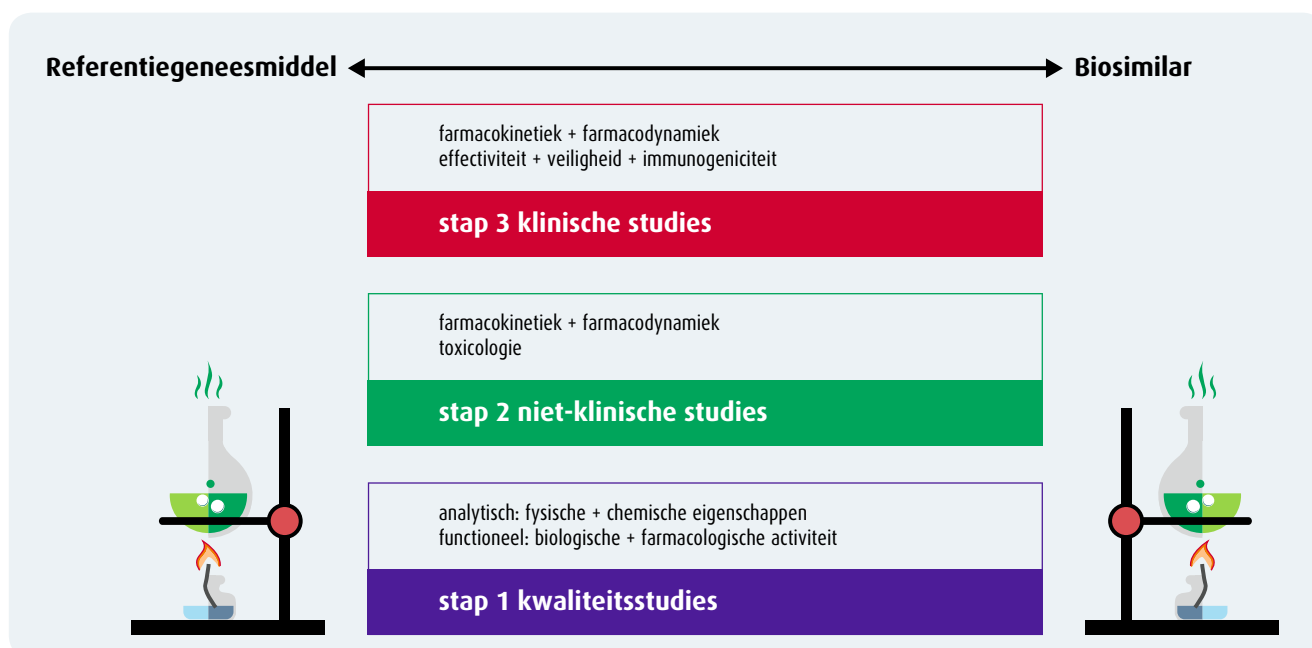 Referentiegeneesmiddel
Biosimilar
farmacokinetiek + farmacodynamiek
effectiviteit + veiligheid + immunogeniciteit
stap 3 klinische studies
farmacokinetiek + farmacodynamiek
toxicologie
stap 2 niet-klinische studies
analytisch: fysische + chemische eigenschappen
functioneel: biologische + farmacologische activiteit
stap 1 kwaliteitsstudies